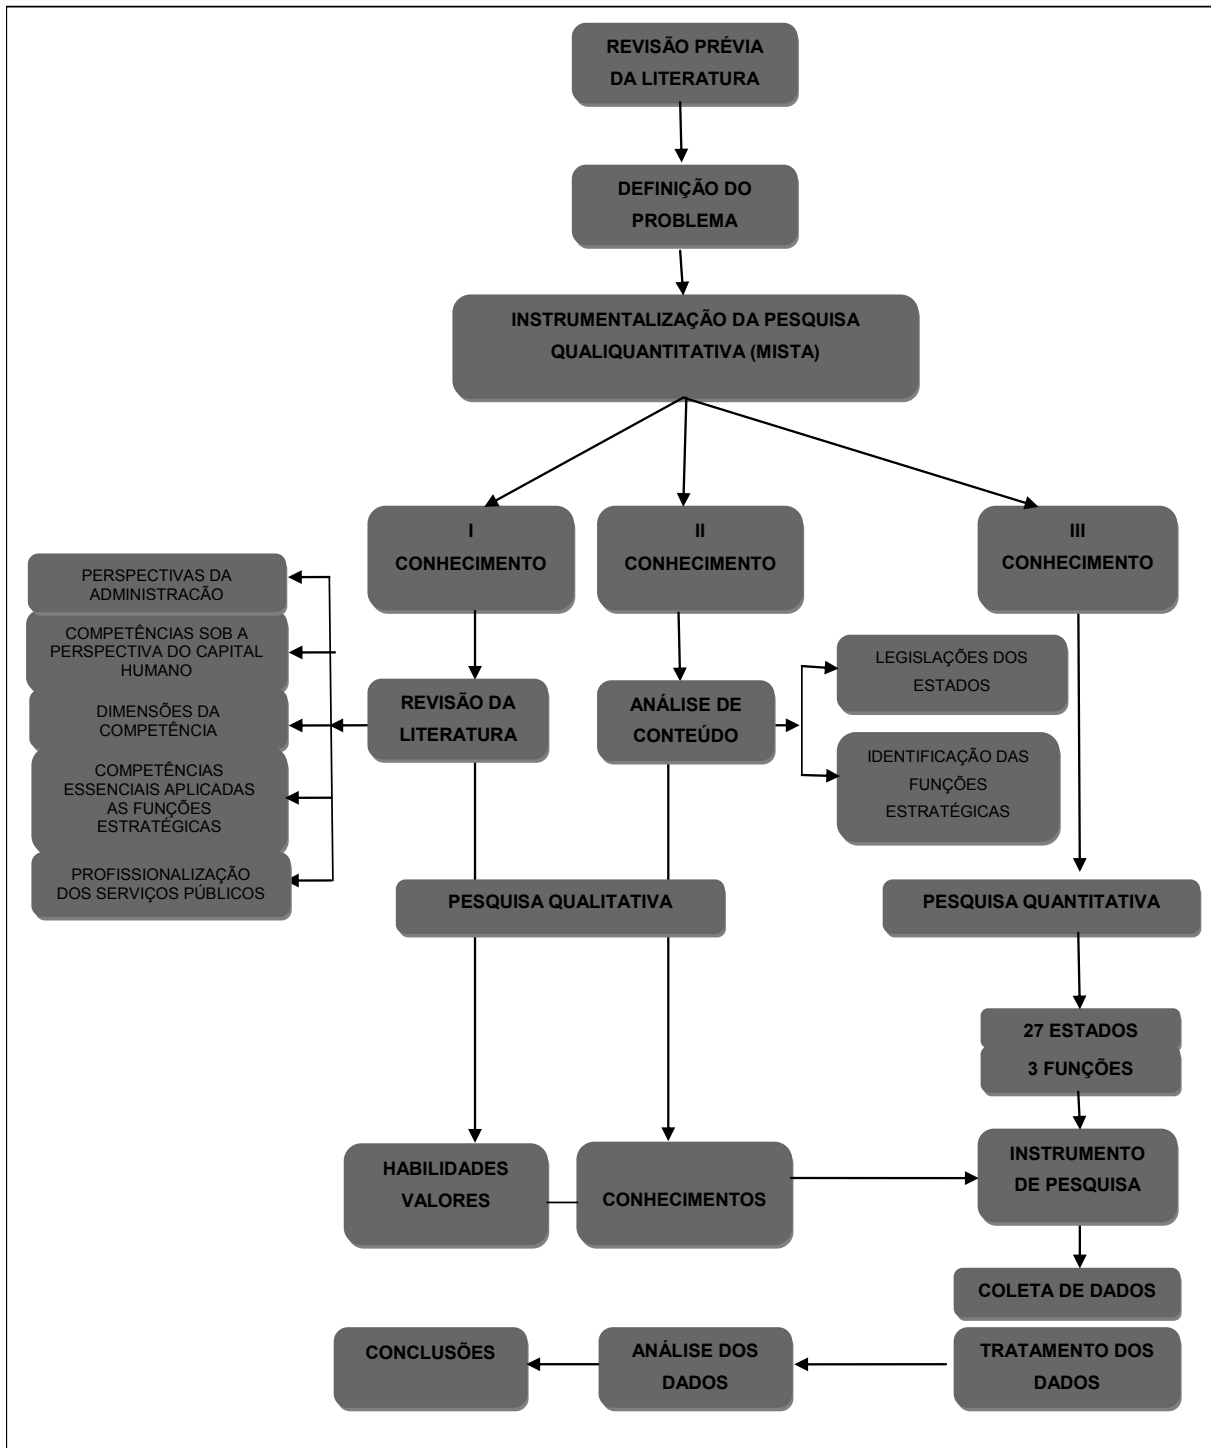 REVISÃO PRÉVIA
DA LITERATURA
DEFINIÇÃO DO
PROBLEMA
INSTRUMENTALIZAÇÃO DA PESQUISA
QUALIQUANTITATIVA (MISTA)
I
CONHECIMENTO
II
CONHECIMENTO
III
CONHECIMENTO
PERSPECTIVAS DA
ADMINISTRACÃO
COMPETÊNCIAS SOB A
PERSPECTIVA DO CAPITAL
HUMANO
DIMENSÕES DA
COMPETÊNCIA
COMPETÊNCIAS
ESSENCIAIS APLICADAS
AS FUNÇÕES
ESTRATÉGICAS
PROFISSIONALIZAÇÃO
DOS SERVIÇOS PÚBLICOS
REVISÃO DA
LITERATURA
ANÁLISE DE
CONTEÚDO
LEGISLAÇÕES DOS
ESTADOS
IDENTIFICAÇÃO DAS
FUNÇÕES
ESTRATÉGICAS
PESQUISA QUALITATIVA
PESQUISA QUANTITATIVA
27 ESTADOS
3 FUNÇÕES
HABILIDADES
VALORES
CONHECIMENTOS
INSTRUMENTO
DE PESQUISA
COLETA DE DADOS
TRATAMENTO DOS
DADOS
ANÁLISE DOS
DADOS
CONCLUSÕES